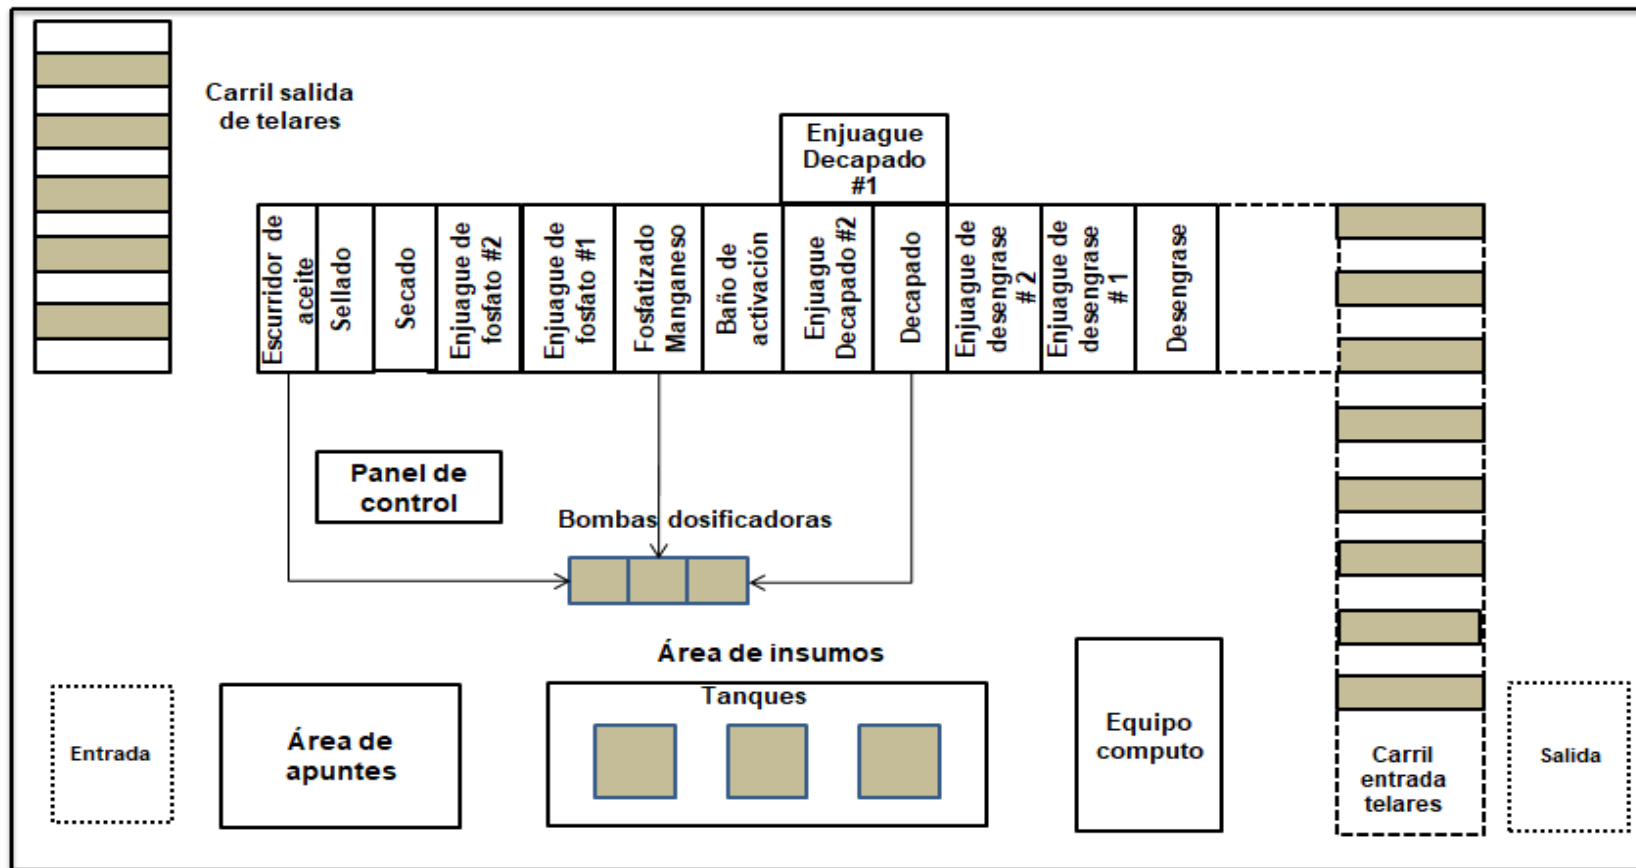 Carril salida
de telares
Enjuague
Decapado
#1
Escurridor de
aceite
Sellado
Secado
Enjuague de
fosfato #2
Enjuague de
fosfato #1
Fosfatizado
Manganeso
Baño de
activación
Enjuague
Decapado #2
Decapado
Enjuague de
desengrase
# 2
Enjuague de
desengrase
# 1
Desengrase
Panel de
control
Bombas dosificadoras
Área de insumos
Tanques
Entrada
Área de
apuntes
Equipo
computo
Carril
entrada
telares
Salida